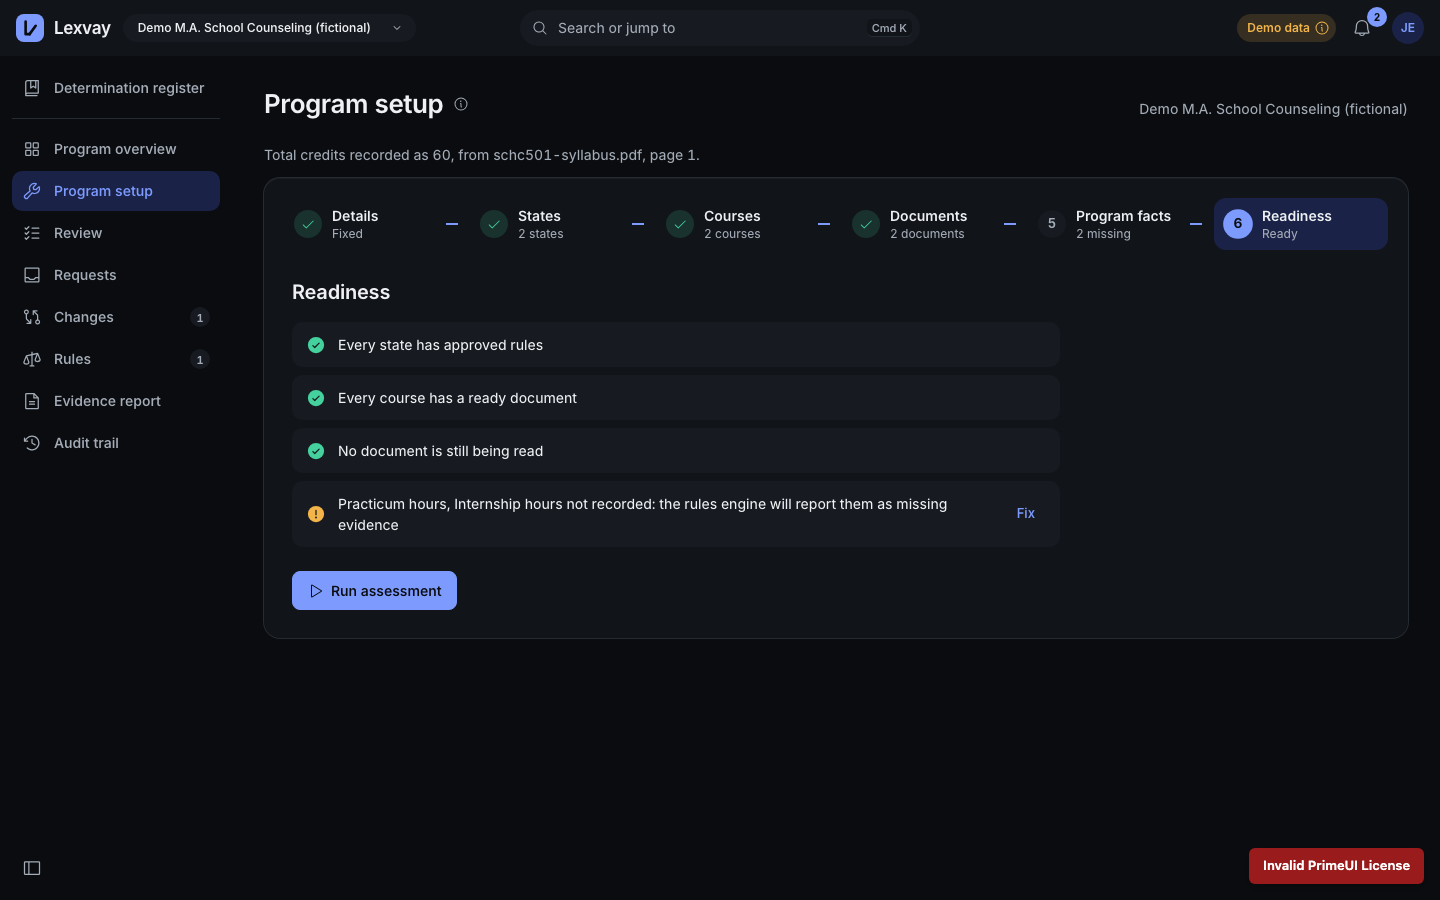 Lexvay
Demo M.A. School Counseling (fictional)
Search or jump to
Cmd K
Demo data
2
JE
Determination register
Program overview
Program setup
Review
Requests
Changes
1
Rules
1
Evidence report
Audit trail
Program setup
Demo M.A. School Counseling (fictional)
Total credits recorded as 60, from schc501-syllabus.pdf, page 1.
Details
Fixed
States
2 states
Courses
2 courses
Documents
2 documents
5
Program facts
2 missing
6
Readiness
Ready
Readiness
Every state has approved rules
Every course has a ready document
No document is still being read
Practicum hours, Internship hours not recorded: the rules engine will report them as missing
evidence
Fix
Run assessment
Invalid PrimeUI License